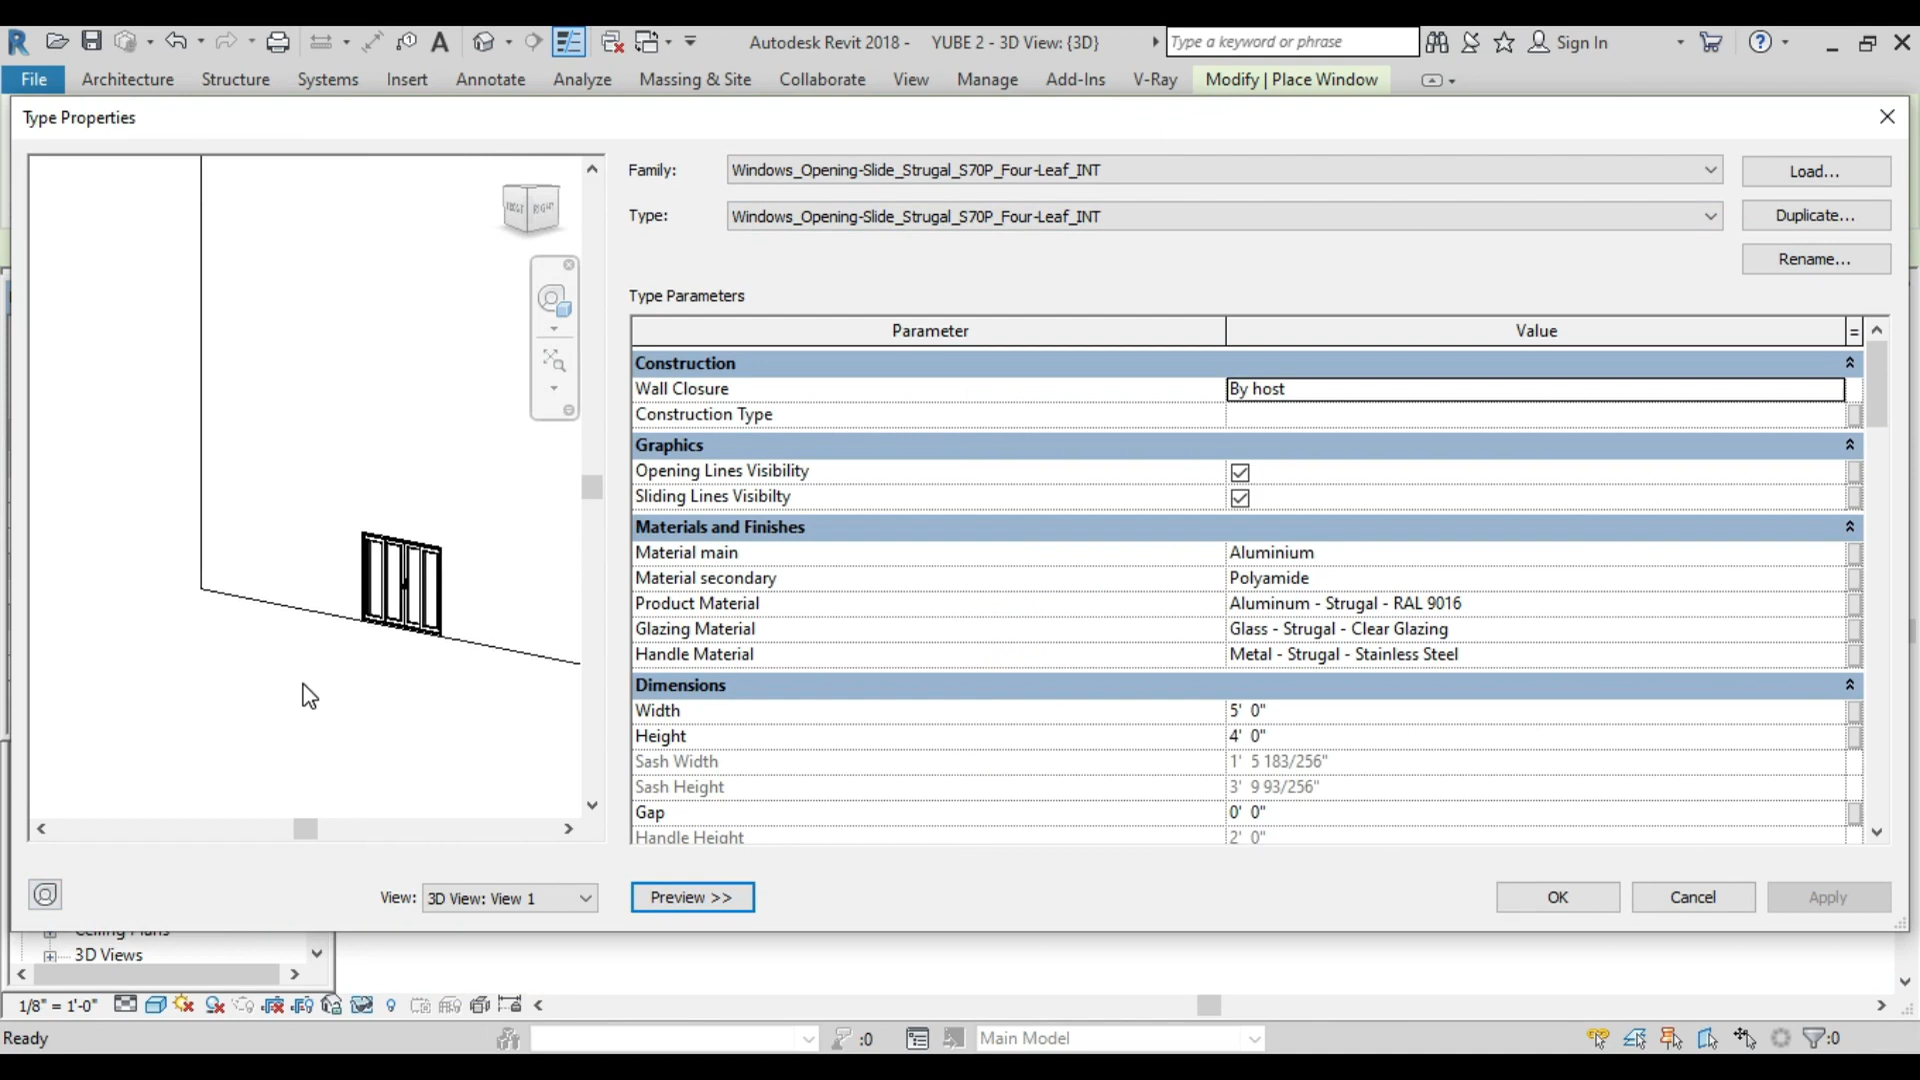 Autodesk Revit 2018 - YUBE 2 - 3D View: {3D}
Type a keyword or phrase
Sign In
File Architecture Structure Systems Insert Annotate Analyze Massing & Site Collaborate View Manage Add-Ins V-Ray Modify | Place Window
Type Properties
FRONT RIGHT
Family: Windows_Opening-Slide_Strugal_S70P_Four-Leaf_INT Load...
Type: Windows_Opening-Slide_Strugal_S70P_Four-Leaf_INT Duplicate...
Rename...
Type Parameters
Parameter Value =
Construction
Wall Closure By host
Construction Type
Graphics
Opening Lines Visibility
Sliding Lines Visibilty
Materials and Finishes
Material main Aluminium
Material secondary Polyamide
Product Material Aluminum - Strugal - RAL 9016
Glazing Material Glass - Strugal - Clear Glazing
Handle Material Metal - Strugal - Stainless Steel
Dimensions
Width 5' 0"
Height 4' 0"
Sash Width 1' 5 183/256"
Sash Height 3' 9 93/256"
Gap 0' 0"
Handle Height 2' 0"
View: 3D View: View 1 Preview >> OK Cancel Apply
Ceiling Plans
3D Views
1/8" = 1'-0"
Ready :0 Main Model :0